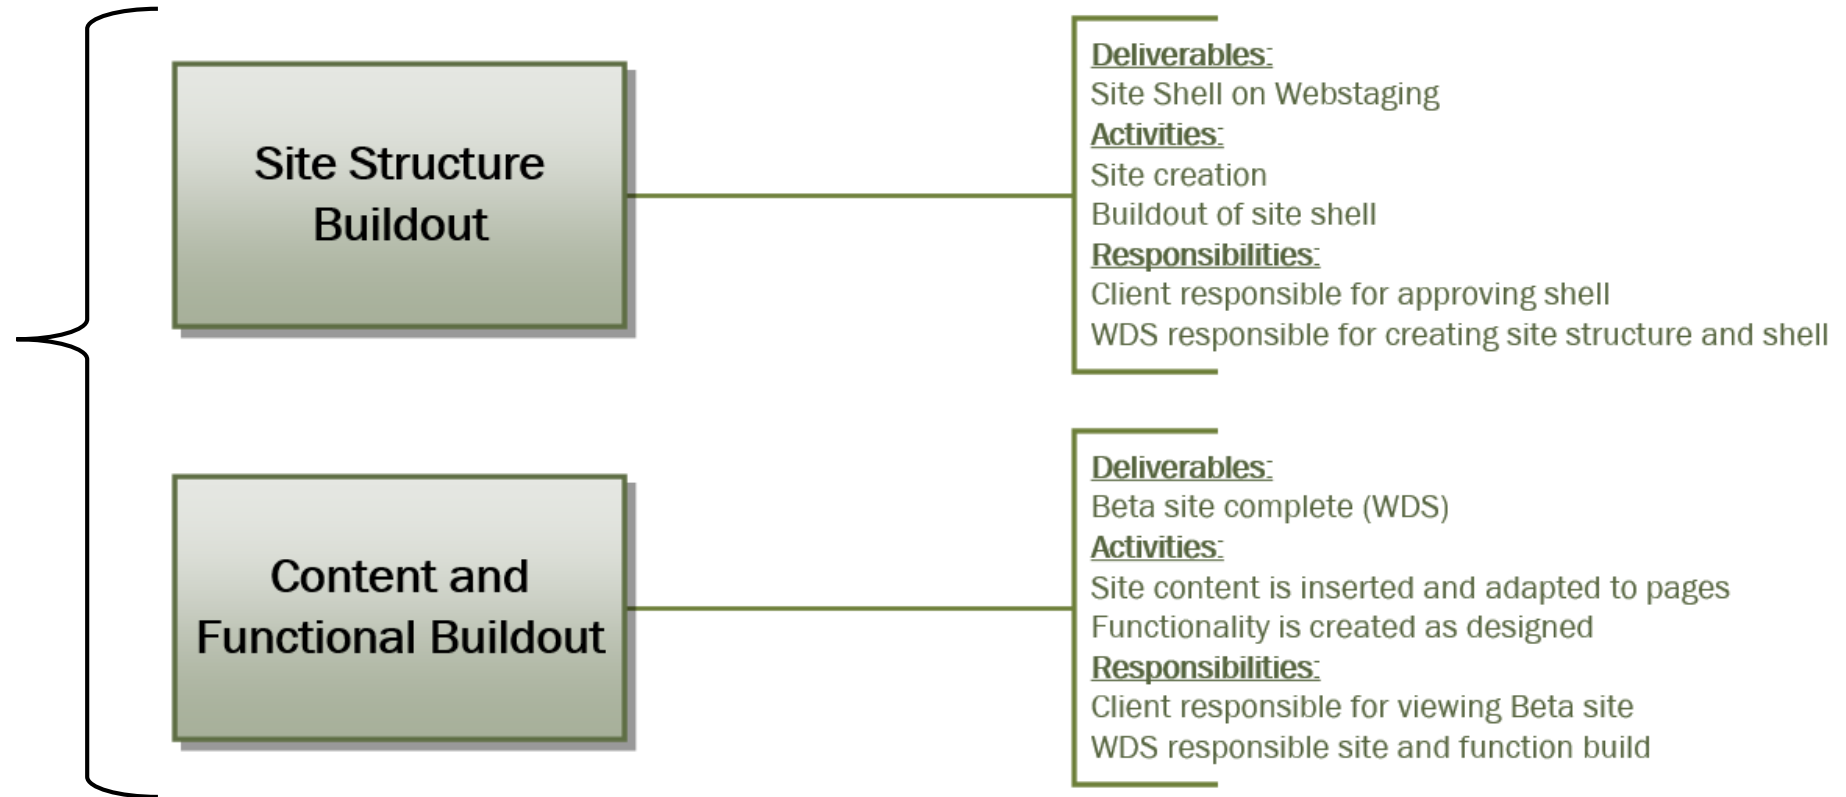 Site Structure
Buildout
Deliverables:
Site Shell on Webstaging
Activities:
Site creation
Buildout of site shell
Responsibilities:
Client responsible for approving shell
WDS responsible for creating site structure and shell
Content and
Functional Buildout
Deliverables:
Beta site complete (WDS)
Activities:
Site content is inserted and adapted to pages
Functionality is created as designed
Responsibilities:
Client responsible for viewing Beta site
WDS responsible site and function build